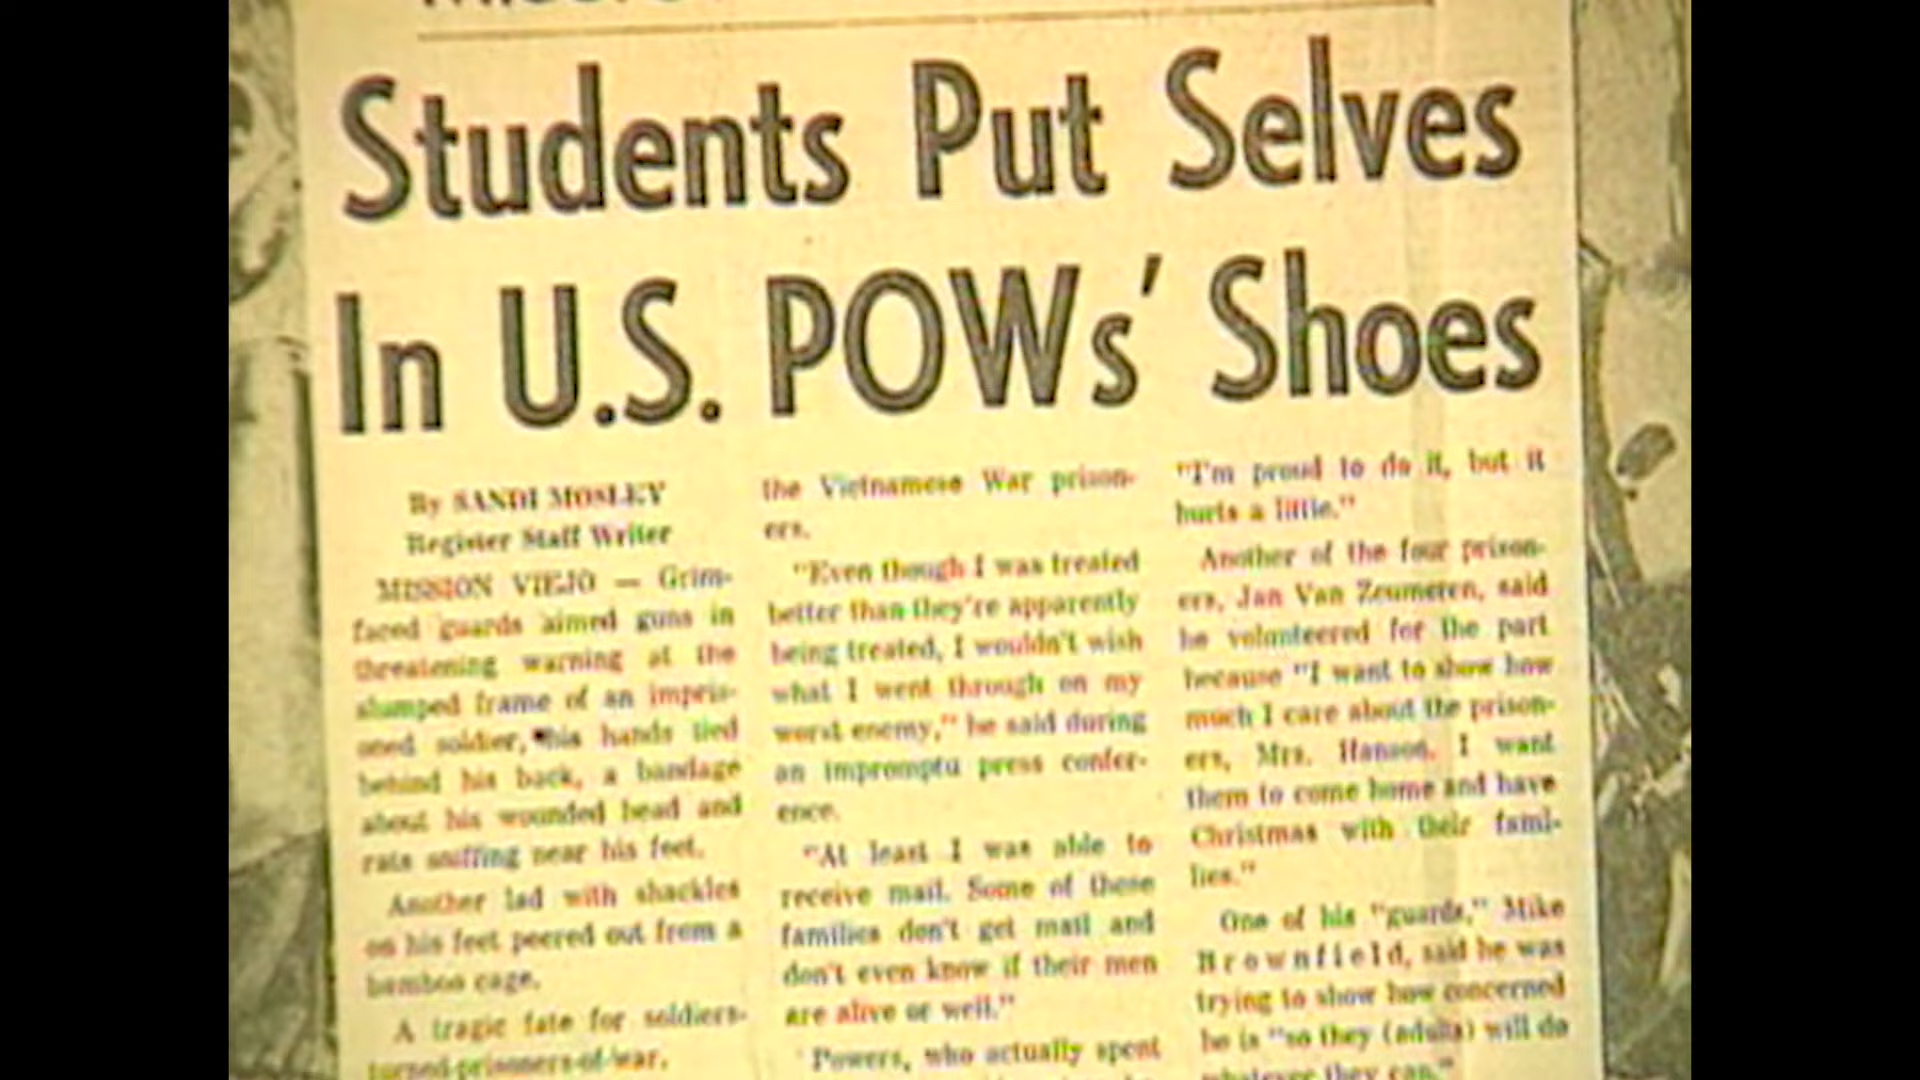 Students Put Selves
In U.S. POWs' Shoes
By SANDI MOSLEY
Register Staff Writer
MISSION VIEJO — Grim-
faced guards aimed guns in
threatening warning at the
slumped frame of an impris-
oned soldier, his hands tied
behind his back, a bandage
about his wounded head and
rats sniffing near his feet.
Another lad with shackles
on his feet peered out from a
bamboo cage.
A tragic fate for soldiers-
turned-prisoners-of-war.
the Vietnamese War prison-
ers.
"Even though I was treated
better than they're apparently
being treated, I wouldn't wish
what I went through on my
worst enemy," he said during
an impromptu press confer-
ence.
"At least I was able to
receive mail. Some of these
families don't get mail and
don't even know if their men
are alive or well."
Powers, who actually spent
"I'm proud to do it, but it
hurts a little."
Another of the four prison-
ers, Jan Van Zeumeren, said
he volunteered for the part
because "I want to show how
much I care about the prison-
ers, Mrs. Hanson. I want
them to come home and have
Christmas with their fami-
lies."
One of his "guards," Mike
Brownfield, said he was
trying to show how concerned
he is "so they (adults) will do
whatever they can."